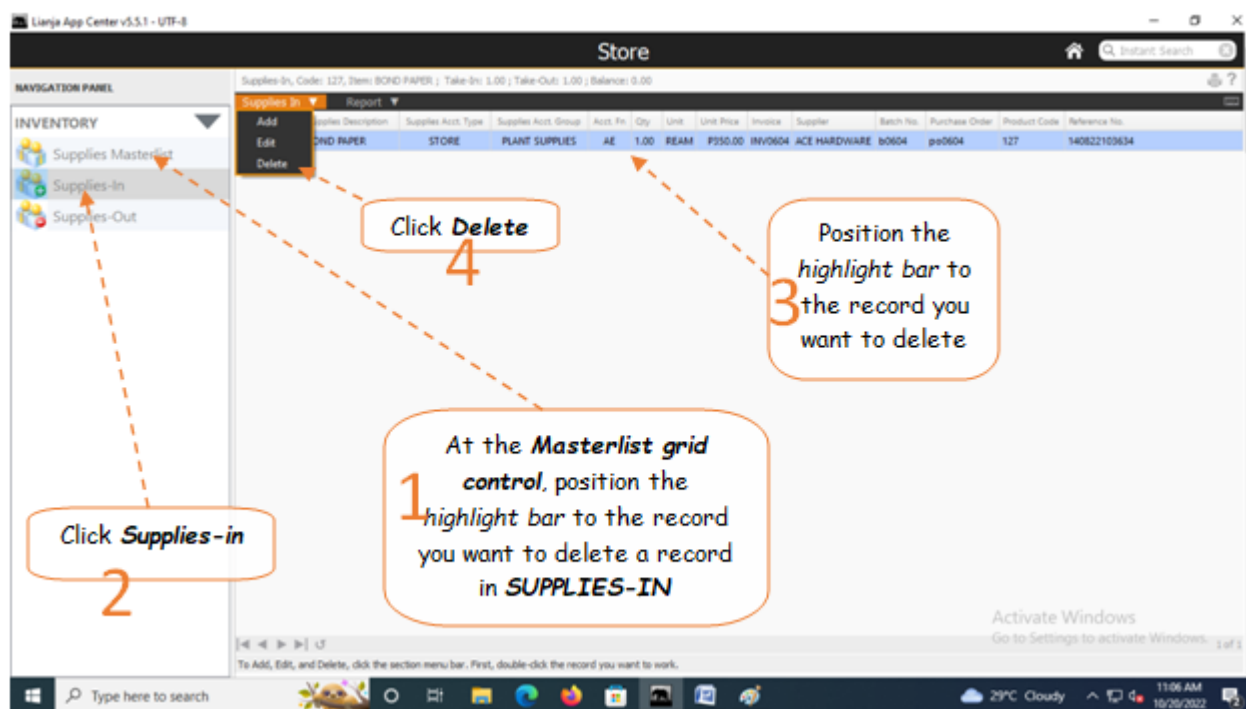 Lianja App Center v5.5.1 - UTF-8
Store
Instant Search
NAVIGATION PANEL
Supplies-In, Code: 127, Item: BOND PAPER ; Take-In: 1.00 ; Take-Out: 1.00 ; Balance: 0.00
?
Supplies In Report
INVENTORY
Add
Edit
Delete
upplies Description Supplies Acct. Type Supplies Acct. Group Acct. Fn Qty Unit Unit Price Invoice Supplier Batch No. Purchase Order Product Code Reference No.
OND PAPER STORE PLANT SUPPLIES AE 1.00 REAM P350.00 INV0604 ACE HARDWARE b0604 po0604 127 140822103634
Supplies Masterlist
Supplies-In
Supplies-Out
Click Delete
4
Position the
highlight bar to
3 the record you
want to delete
At the Masterlist grid
control, position the
1 highlight bar to the record
you want to delete a record
in SUPPLIES-IN
Click Supplies-in
2
Activate Windows
Go to Settings to activate Windows.
1 of 1
To Add, Edit, and Delete, click the section menu bar. First, double-click the record you want to work.
Type here to search
29°C Cloudy
11:06 AM
10/20/2022
2